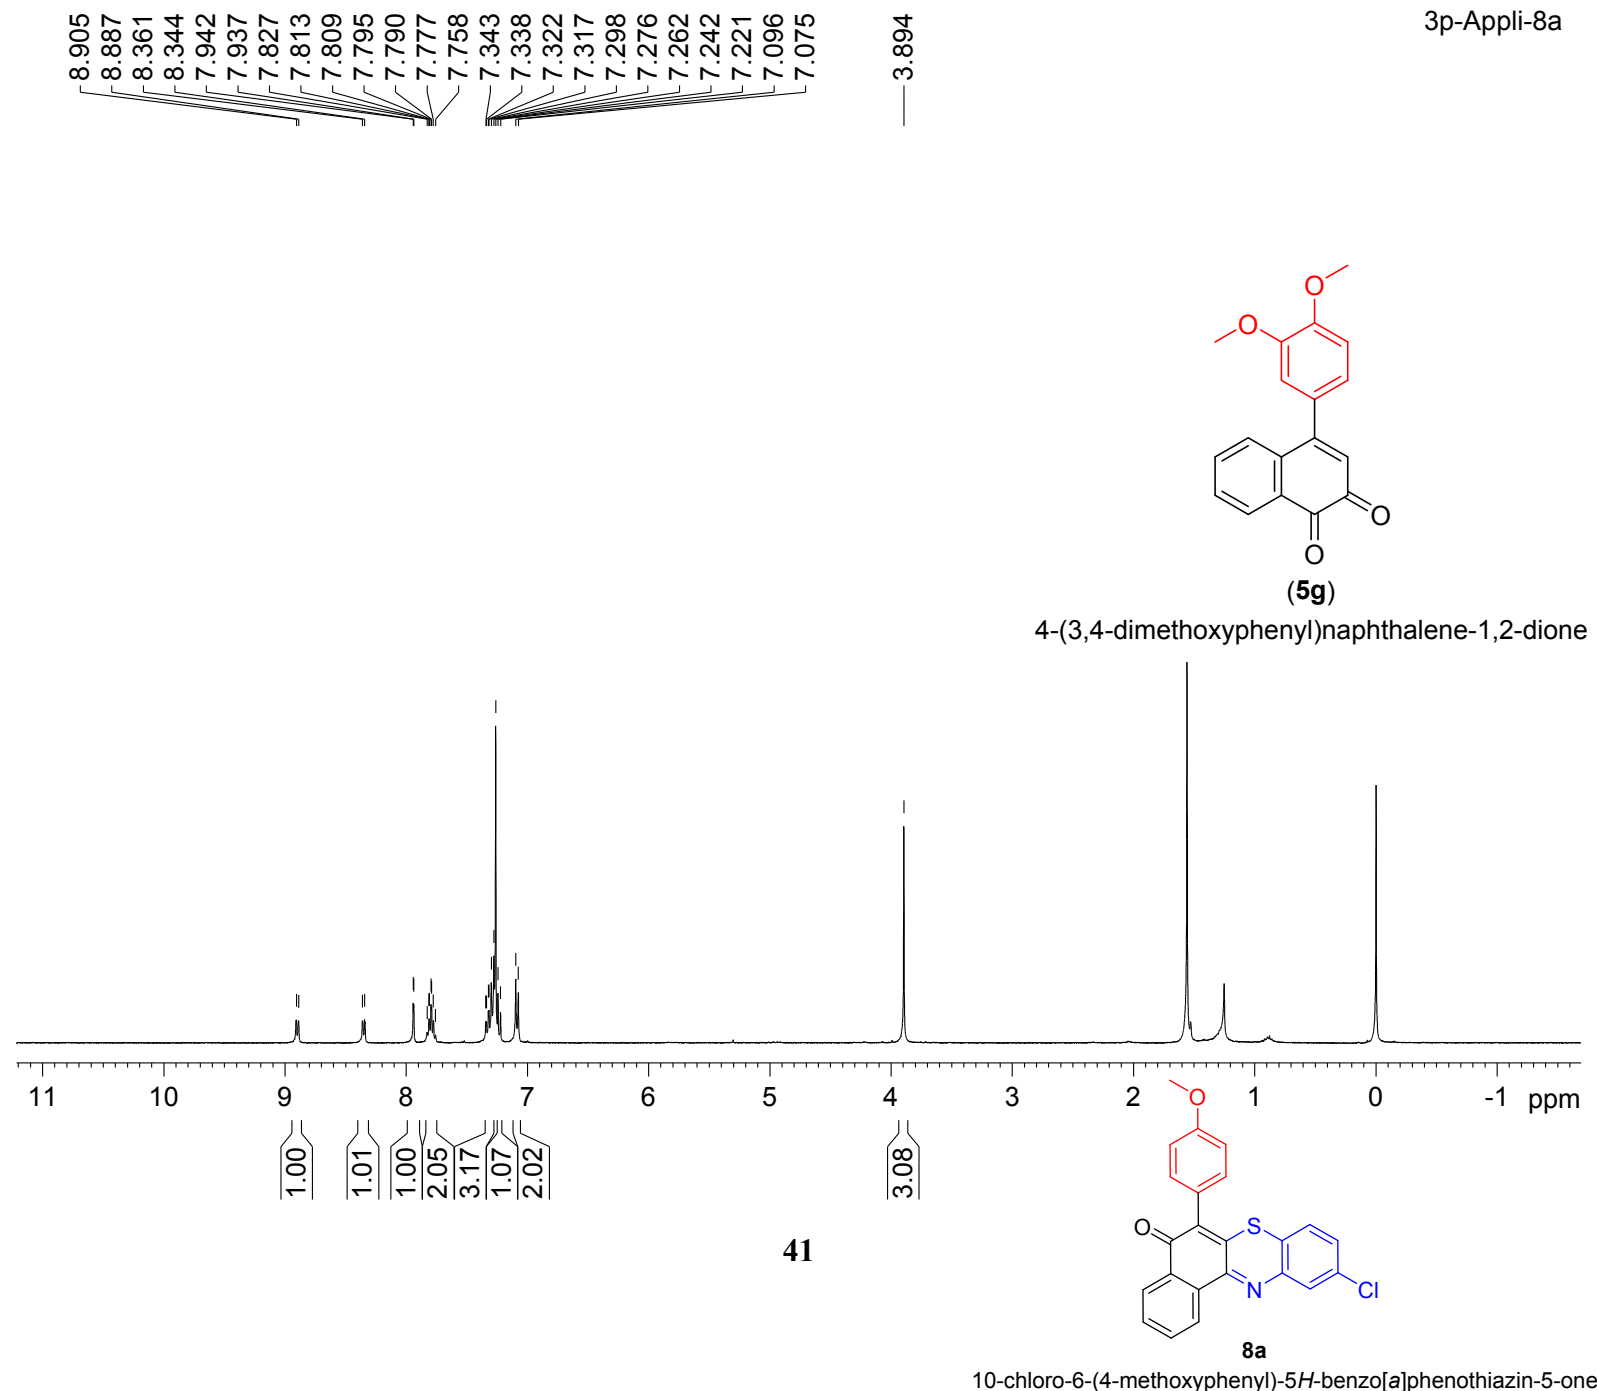 3p-Appli-8a
8.905
8.887
8.361
8.344
7.942
7.937
7.827
7.813
7.809
7.795
7.790
7.777
7.758
7.343
7.338
7.322
7.317
7.298
7.276
7.262
7.242
7.221
7.096
7.075
3.894
O
O
O
O
(5g)
4-(3,4-dimethoxyphenyl)naphthalene-1,2-dione
11 10 9 8 7 6 5 4 3 2 1 0 -1 ppm
1.00
1.01
1.00
2.05
3.17
1.07
2.02
3.08
O
O
S
N
Cl
41
8a
10-chloro-6-(4-methoxyphenyl)-5H-benzo[a]phenothiazin-5-one